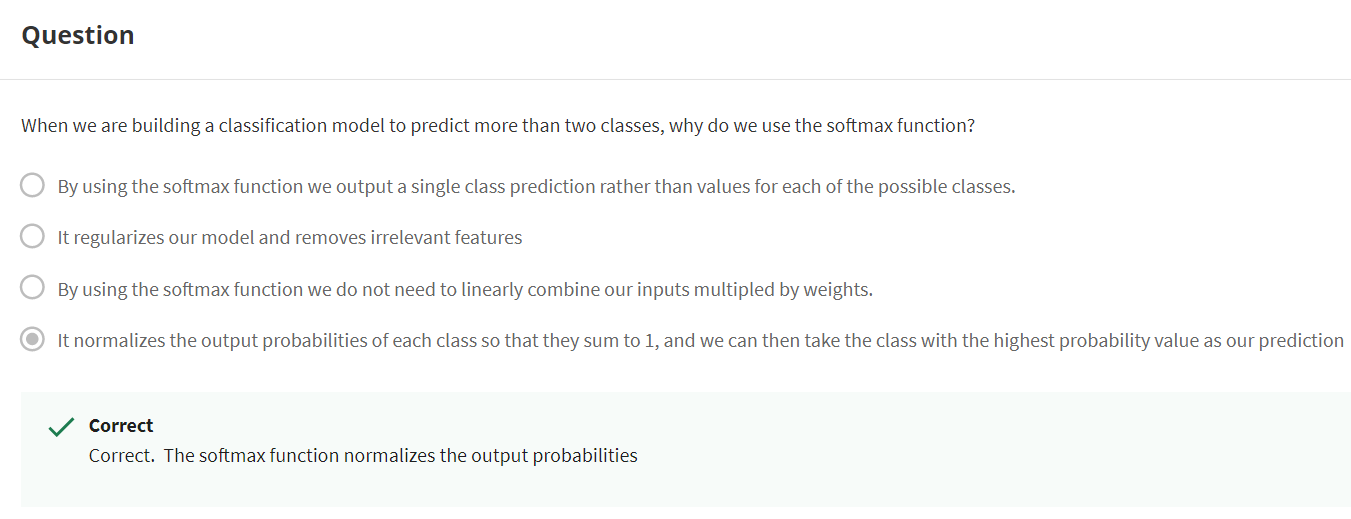 Question
When we are building a classification model to predict more than two classes, why do we use the softmax function?
By using the softmax function we output a single class prediction rather than values for each of the possible classes.
It regularizes our model and removes irrelevant features
By using the softmax function we do not need to linearly combine our inputs multipled by weights.
It normalizes the output probabilities of each class so that they sum to 1, and we can then take the class with the highest probability value as our prediction
Correct
Correct. The softmax function normalizes the output probabilities